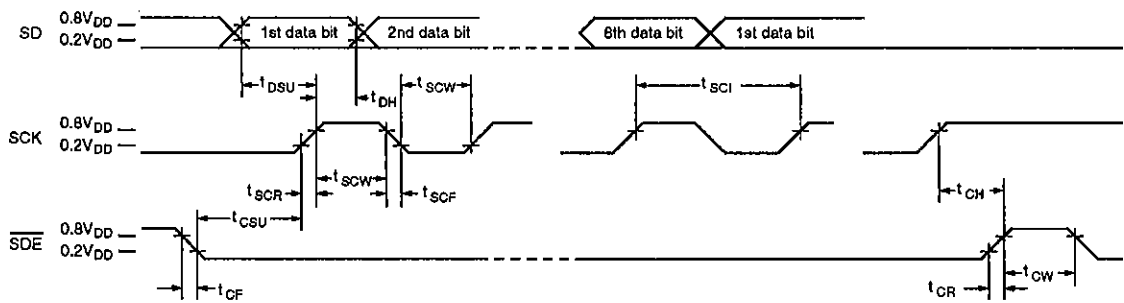 SD 0.8VDD 0.2VDD 1st data bit 2nd data bit 8th data bit 1st data bit
tDSU tDH tSCW tSCI
SCK 0.8VDD 0.2VDD
tSCR tSCW tSCF tCH
tCSU
SDE 0.8VDD 0.2VDD
tCF tCR tCW